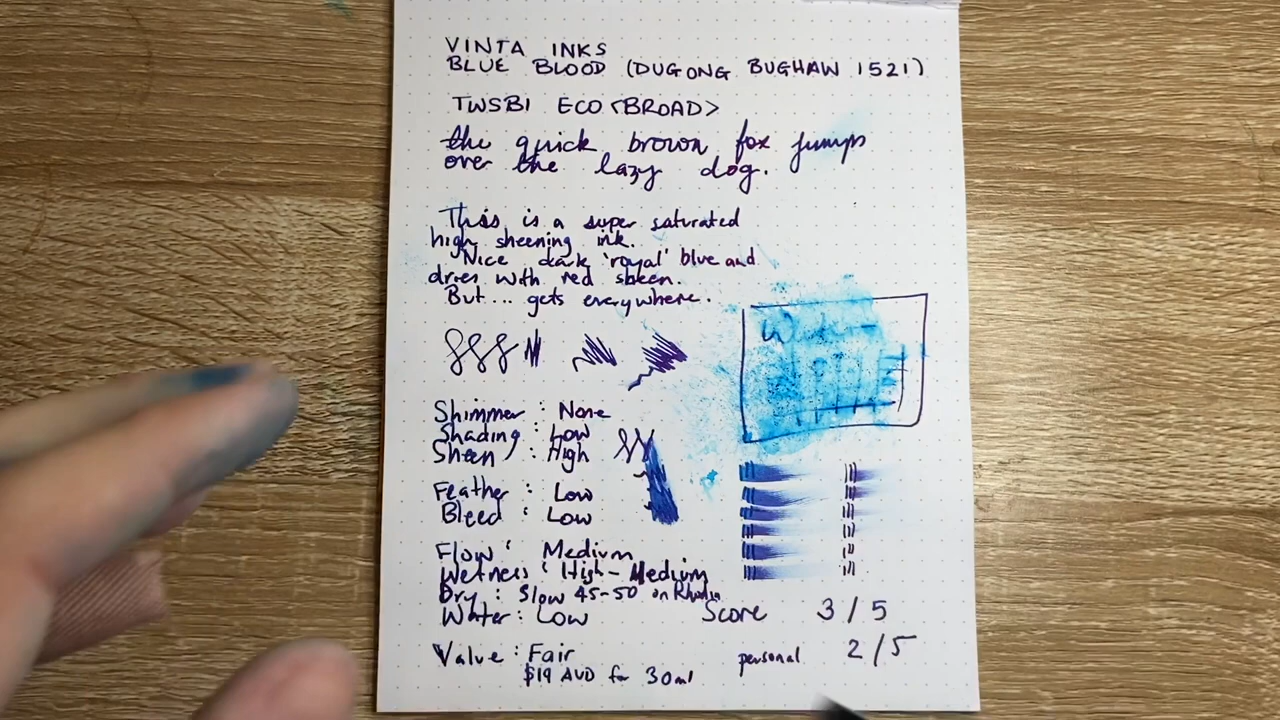 VINTA INKS
BLUE BLOOD (DUGONG BUGHAW 1521)
TWSBI ECO <BROAD>
the quick brown fox jumps
over the lazy dog.
This is a super saturated
high sheening ink.
Nice dark 'royal' blue and
dries with red sheen.
But... gets everywhere.
Water
Shimmer : None
Shading : Low
Sheen : High
Feather : Low
Bleed : Low
Flow : Medium
Wetness : High - Medium
Dry : Slow 45-50 on Rhodia
Water : Low
Score 3/5
Value : Fair
$19 AUD for 30ml
personal 2/5